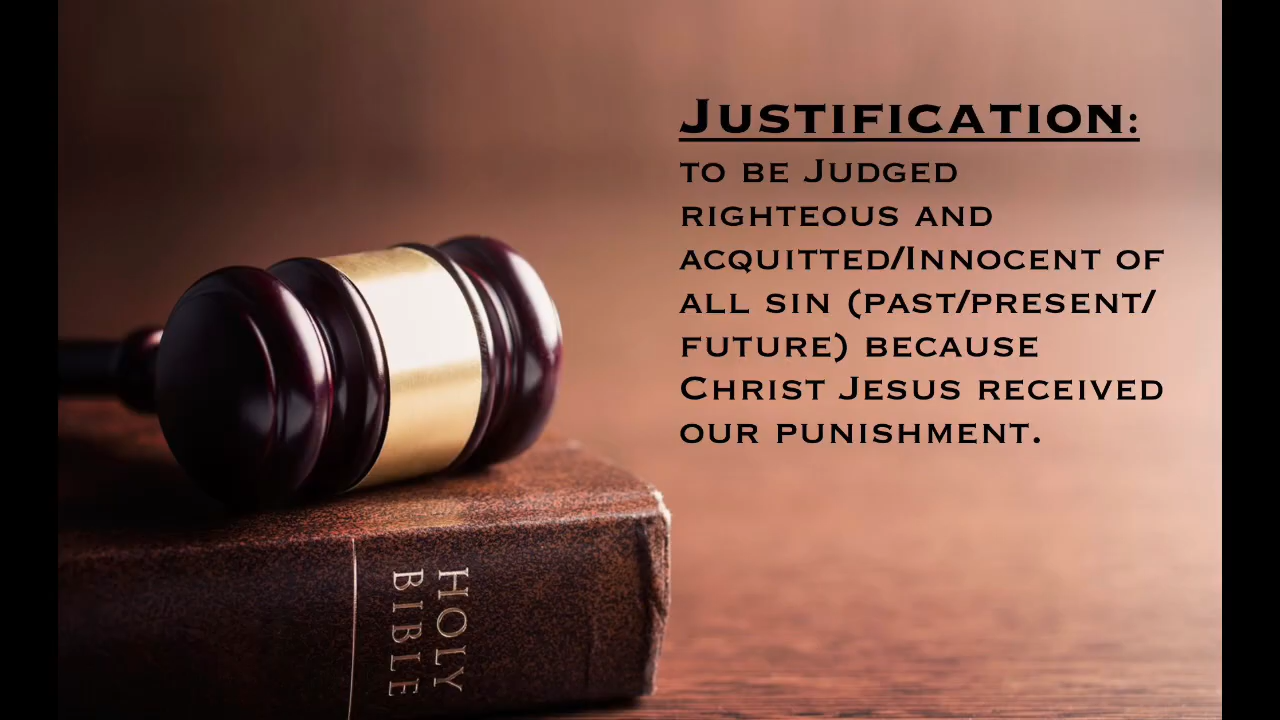 Justification:
to be Judged
righteous and
acquitted/Innocent of
all sin (past/present/
future) because
Christ Jesus received
our punishment.
HOLY
BIBLE